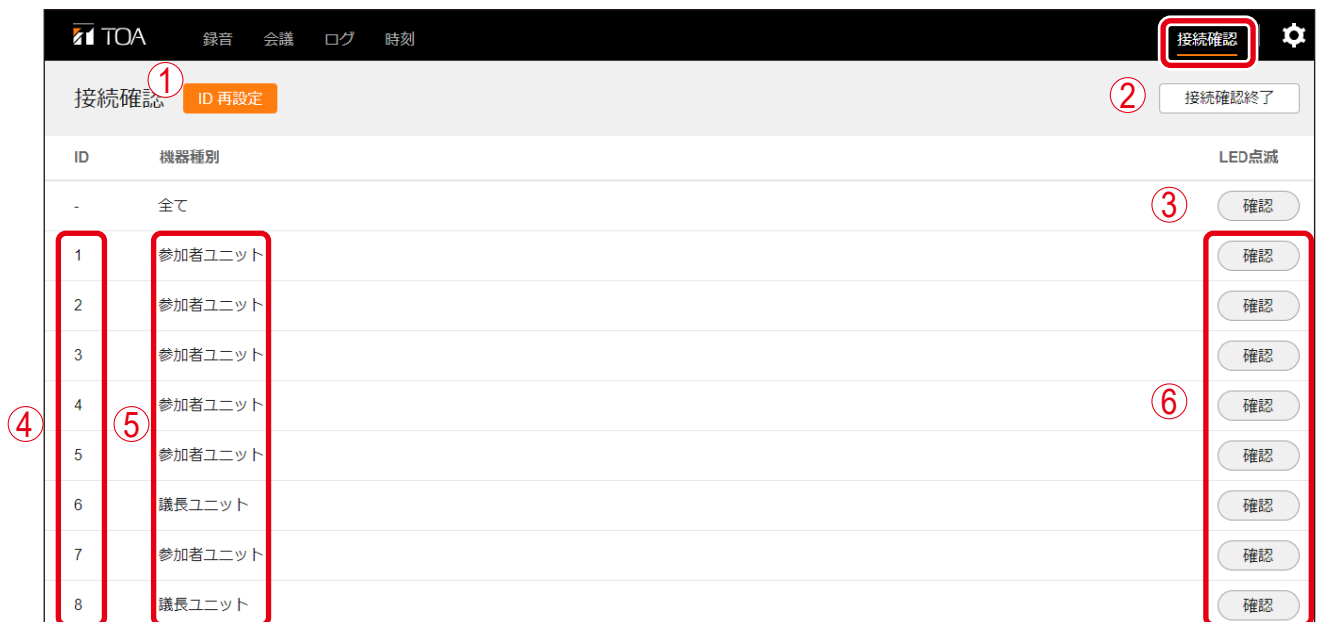 TOA 録音 会議 ログ 時刻 接続確認
① ②
接続確認 ID 再設定 接続確認終了
ID 機器種別 LED点滅
- 全て ③ 確認
1 参加者ユニット 確認
2 参加者ユニット 確認
3 参加者ユニット 確認
④ ⑤ ⑥
4 参加者ユニット 確認
5 参加者ユニット 確認
6 議長ユニット 確認
7 参加者ユニット 確認
8 議長ユニット 確認